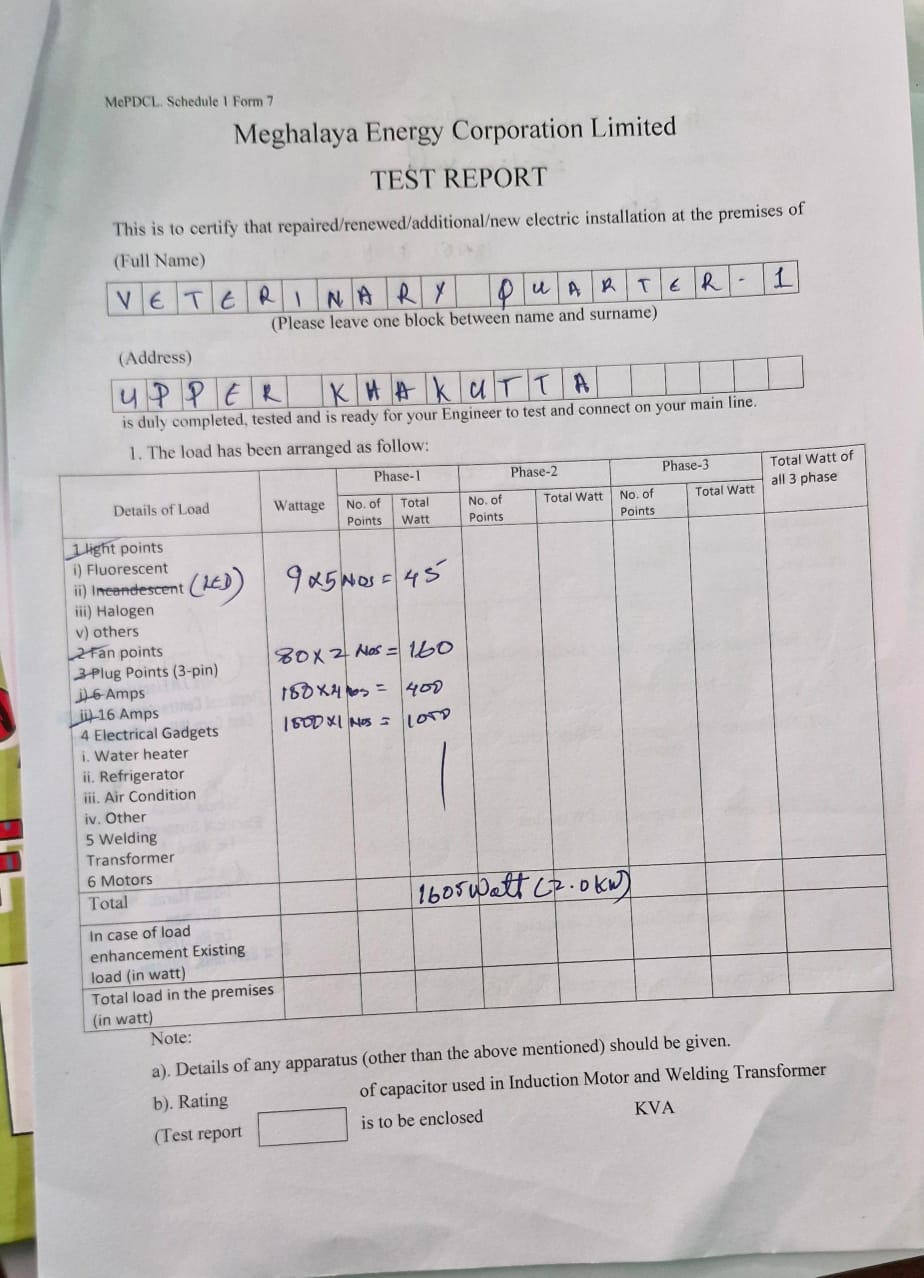 MePDCL. Schedule 1 Form 7
Meghalaya Energy Corporation Limited
TEST REPORT
This is to certify that repaired/renewed/additional/new electric installation at the premises of
(Full Name)
VETERINARY QUARTER-1
(Please leave one block between name and surname)
(Address)
UPPER KHAKUTTA
is duly completed, tested and is ready for your Engineer to test and connect on your main line.
1. The load has been arranged as follow:
Details of Load Wattage Phase-1 Phase-2 Phase-3 Total Watt of all 3 phase
No. of Points Total Watt No. of Points Total Watt No. of Points Total Watt
1 light points
i) Fluorescent
ii) Incandescent (LED) 9x5 Nos = 45
iii) Halogen
v) others
2 Fan points 80x2 Nos = 160
3 Plug Points (3-pin)
i) 6 Amps 100x4 Nos = 400
ii) 16 Amps 1000x1 Nos = 1000
4 Electrical Gadgets
i. Water heater
ii. Refrigerator
iii. Air Condition
iv. Other
5 Welding
Transformer
6 Motors
Total 1605 Watt (2.0 KW)
In case of load
enhancement Existing
load (in watt)
Total load in the premises
(in watt)
Note:
a). Details of any apparatus (other than the above mentioned) should be given.
b). Rating of capacitor used in Induction Motor and Welding Transformer
(Test report is to be enclosed KVA